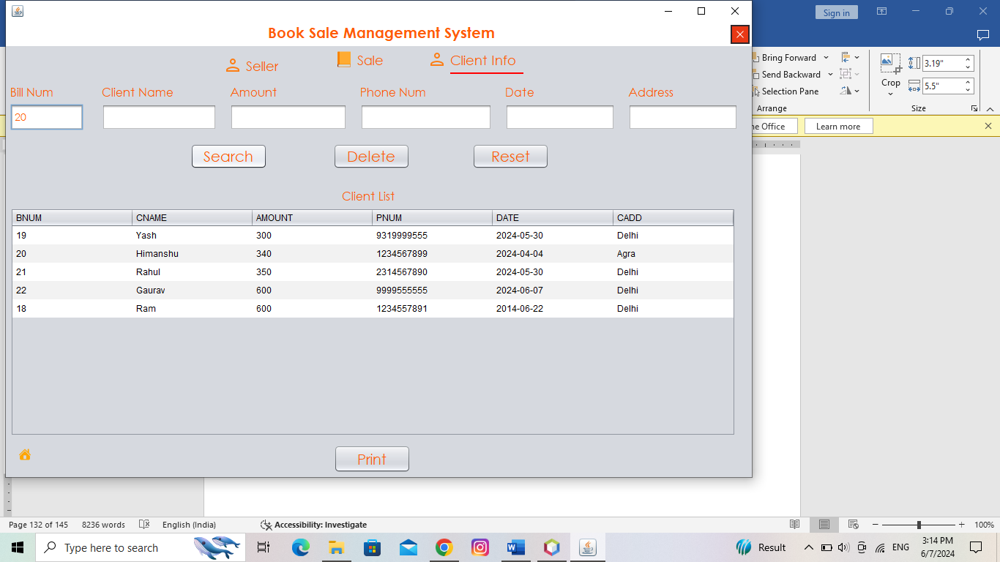 Sign in
Book Sale Management System
Seller
Sale
Client Info
Bring Forward
Send Backward
Selection Pane
Arrange
Crop
3.19"
5.5"
Size
Bill Num Client Name Amount Phone Num Date Address
20
he Office
Learn more
Search Delete Reset
Client List
BNUM CNAME AMOUNT PNUM DATE CADD
19 Yash 300 9319999555 2024-05-30 Delhi
20 Himanshu 340 1234567899 2024-04-04 Agra
21 Rahul 350 2314567890 2024-05-30 Delhi
22 Gaurav 600 9999555555 2024-06-07 Delhi
18 Ram 600 1234557891 2014-06-22 Delhi
Print
Page 132 of 145 8236 words English (India) Accessibility: Investigate 100%
Type here to search
Result
ENG
3:14 PM
6/7/2024